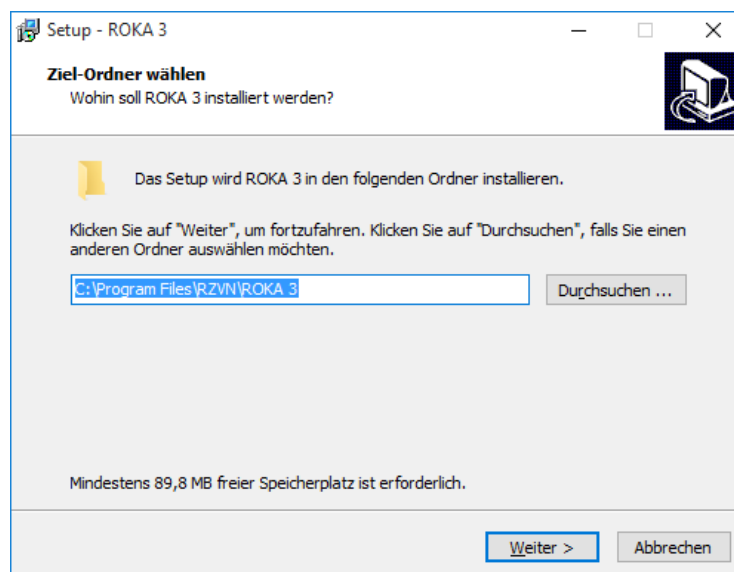 Setup - ROKA 3
Ziel-Ordner wählen
Wohin soll ROKA 3 installiert werden?
Das Setup wird ROKA 3 in den folgenden Ordner installieren.
Klicken Sie auf "Weiter", um fortzufahren. Klicken Sie auf "Durchsuchen", falls Sie einen
anderen Ordner auswählen möchten.
C:\Program Files\RZVN\ROKA 3
Durchsuchen ...
Mindestens 89,8 MB freier Speicherplatz ist erforderlich.
Weiter >
Abbrechen